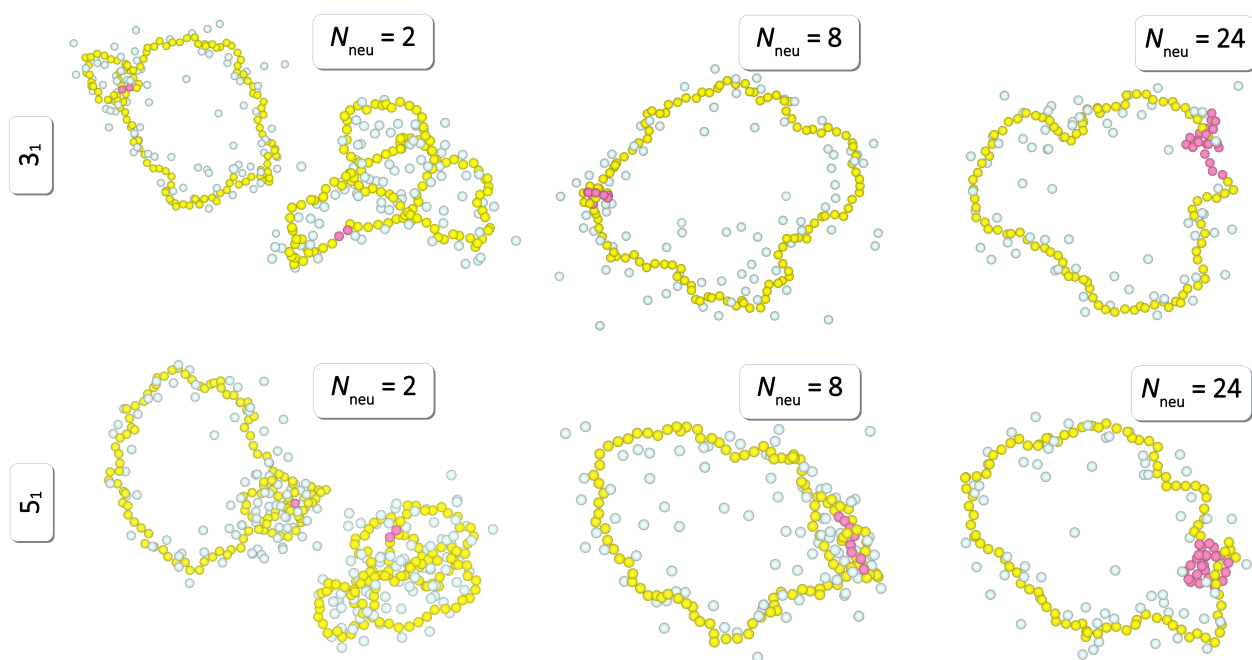 N_neu = 2
N_neu = 8
N_neu = 24
3₁
N_neu = 2
N_neu = 8
N_neu = 24
5₁